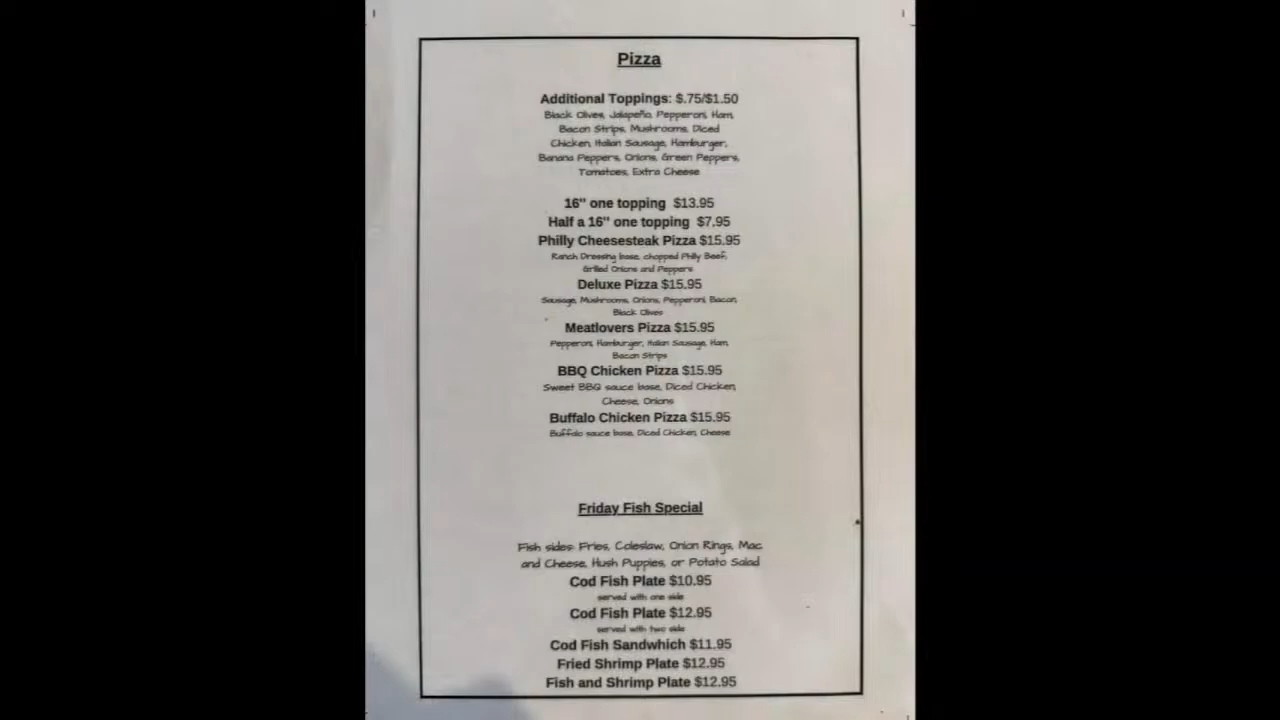 Pizza
Additional Toppings: $.75/$1.50
Black Olives, Jalapeño, Pepperoni, Ham,
Bacon Strips, Mushrooms, Diced
Chicken, Italian Sausage, Hamburger,
Banana Peppers, Onions, Green Peppers,
Tomatoes, Extra Cheese
16" one topping $13.95
Half a 16" one topping $7.95
Philly Cheesesteak Pizza $15.95
Ranch Dressing base, chopped Philly Beef,
Grilled Onions and Peppers
Deluxe Pizza $15.95
Sausage, Mushrooms, Onions, Pepperoni, Bacon,
Black Olives
Meatlovers Pizza $15.95
Pepperoni, Hamburger, Italian Sausage, Ham,
Bacon Strips
BBQ Chicken Pizza $15.95
Sweet BBQ sauce base, Diced Chicken,
Cheese, Onions
Buffalo Chicken Pizza $15.95
Buffalo sauce base, Diced Chicken, Cheese
Friday Fish Special
Fish sides: Fries, Coleslaw, Onion Rings, Mac
and Cheese, Hush Puppies, or Potato Salad
Cod Fish Plate $10.95
served with one side
Cod Fish Plate $12.95
served with two side
Cod Fish Sandwhich $11.95
Fried Shrimp Plate $12.95
Fish and Shrimp Plate $12.95